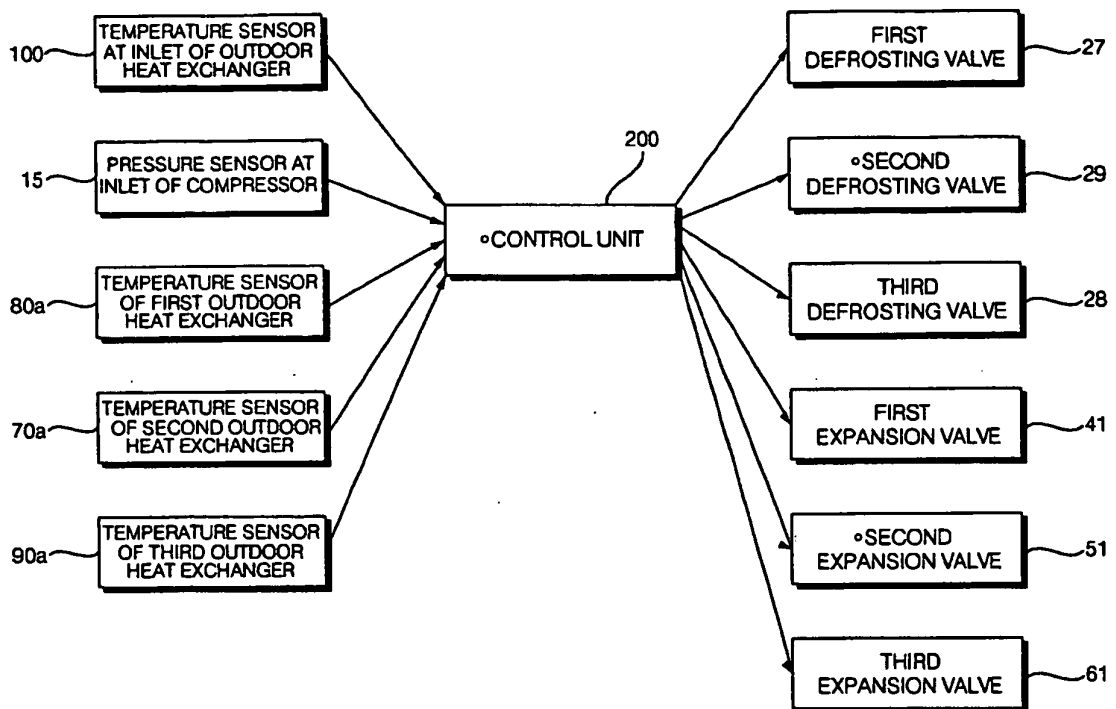 100
TEMPERATURE SENSOR
AT INLET OF OUTDOOR
HEAT EXCHANGER
15
PRESSURE SENSOR AT
INLET OF COMPRESSOR
80a
TEMPERATURE SENSOR
OF FIRST OUTDOOR
HEAT EXCHANGER
70a
TEMPERATURE SENSOR
OF SECOND OUTDOOR
HEAT EXCHANGER
90a
TEMPERATURE SENSOR
OF THIRD OUTDOOR
HEAT EXCHANGER
200
CONTROL UNIT
FIRST
DEFROSTING VALVE
27
SECOND
DEFROSTING VALVE
29
THIRD
DEFROSTING VALVE
28
FIRST
EXPANSION VALVE
41
SECOND
EXPANSION VALVE
51
THIRD
EXPANSION VALVE
61